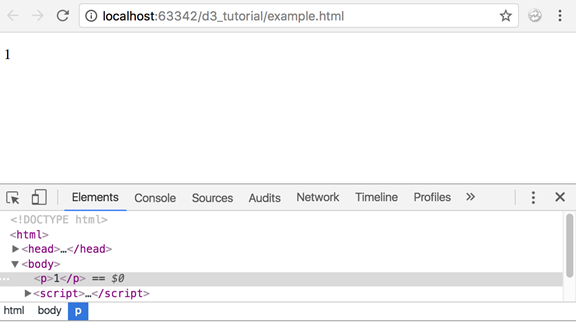 localhost:63342/d3_tutorial/example.html
1
Elements Console Sources Audits Network Timeline Profiles »
<!DOCTYPE html>
<html>
▶<head>…</head>
▼<body>
... <p>1</p> == $0
▶<script>…</script>
html body p